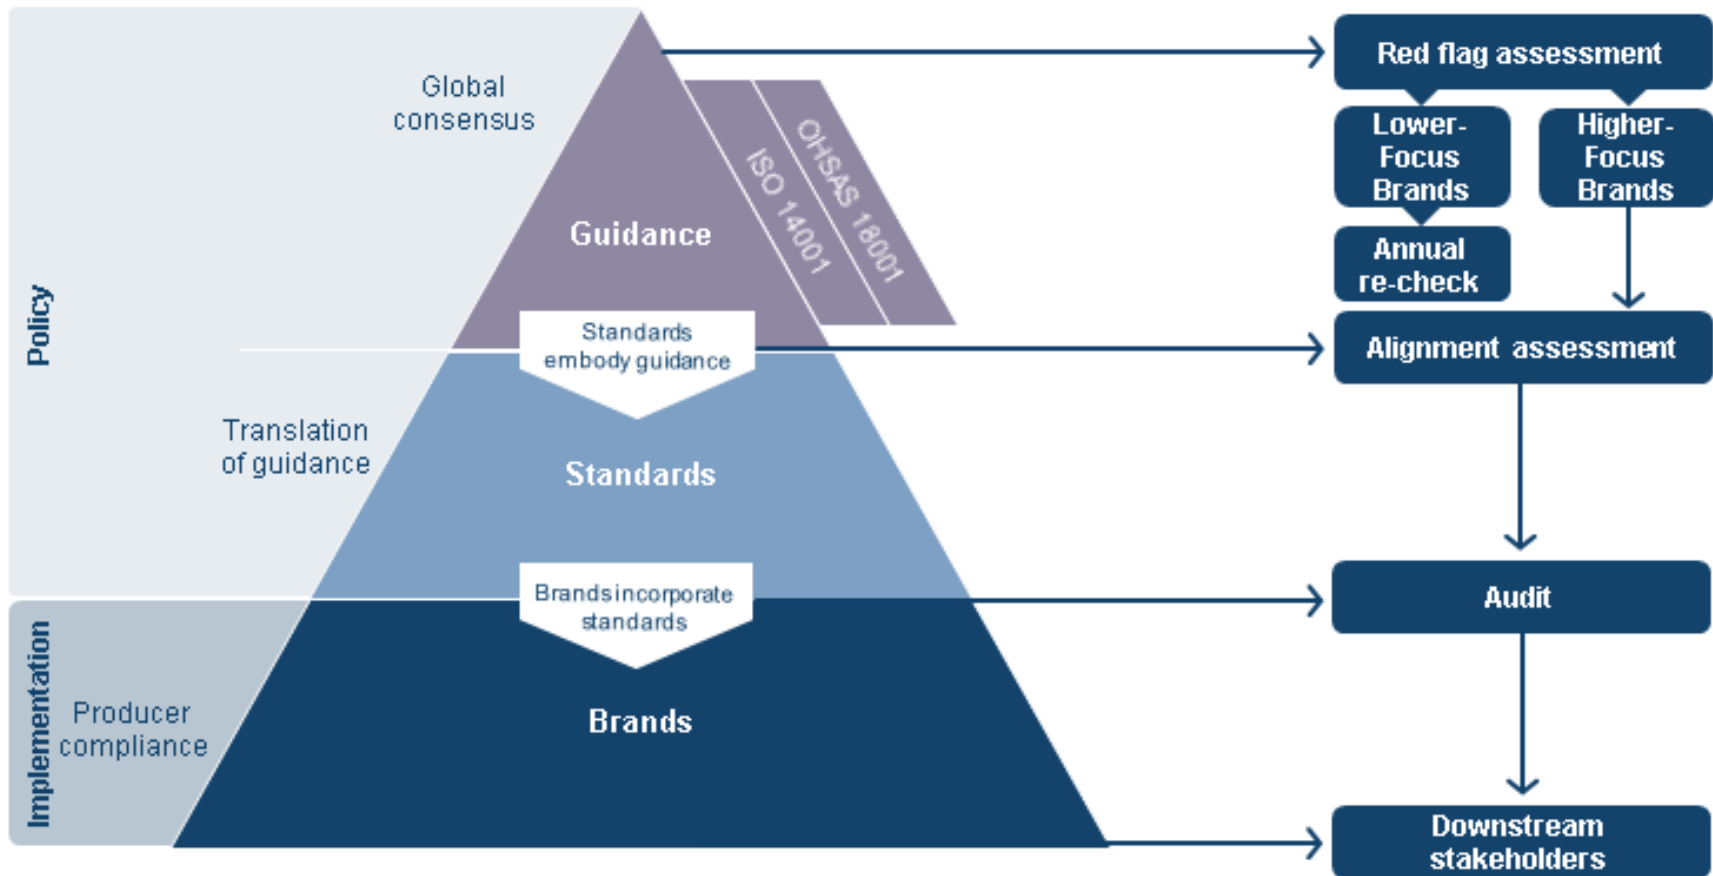 Policy
Implementation
Global
consensus
Translation
of guidance
Producer
compliance
Guidance
ISO 14001
OHSAS 18001
Standards
embody guidance
Standards
Brands incorporate
standards
Brands
Red flag assessment
Lower-
Focus
Brands
Higher-
Focus
Brands
Annual
re-check
Alignment assessment
Audit
Downstream
stakeholders